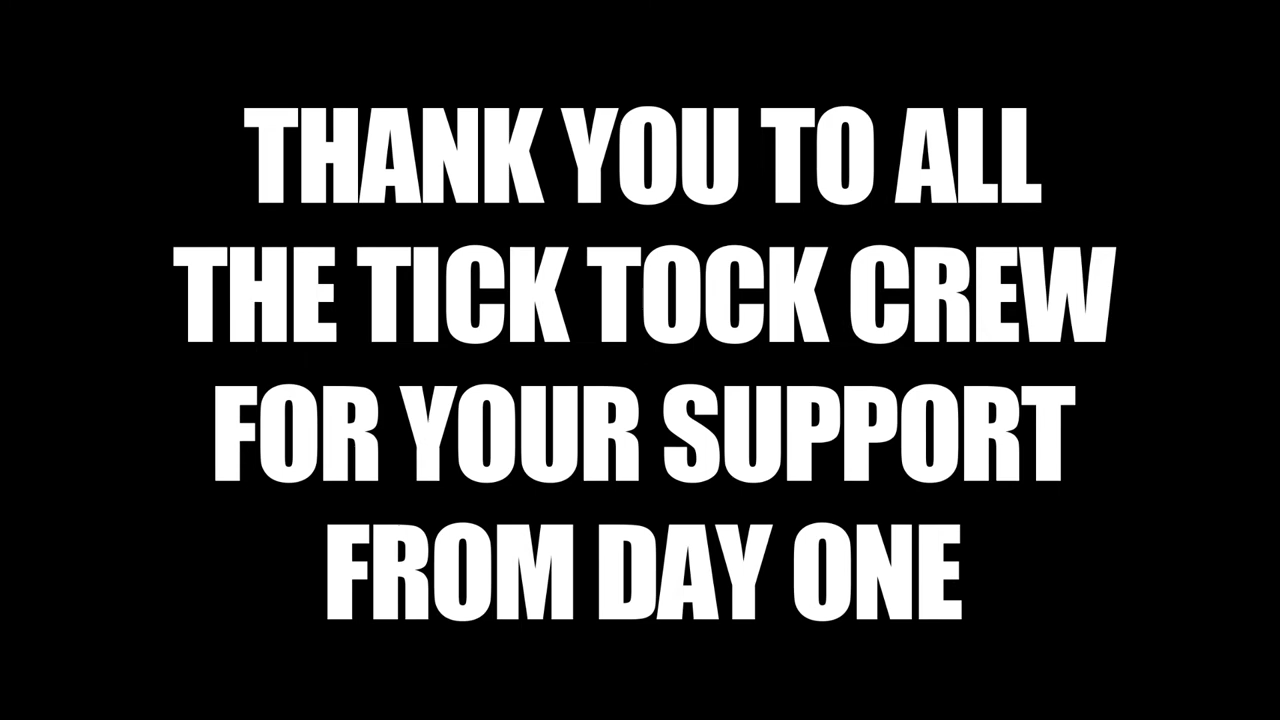 THANK YOU TO ALL
THE TICK TOCK CREW
FOR YOUR SUPPORT
FROM DAY ONE